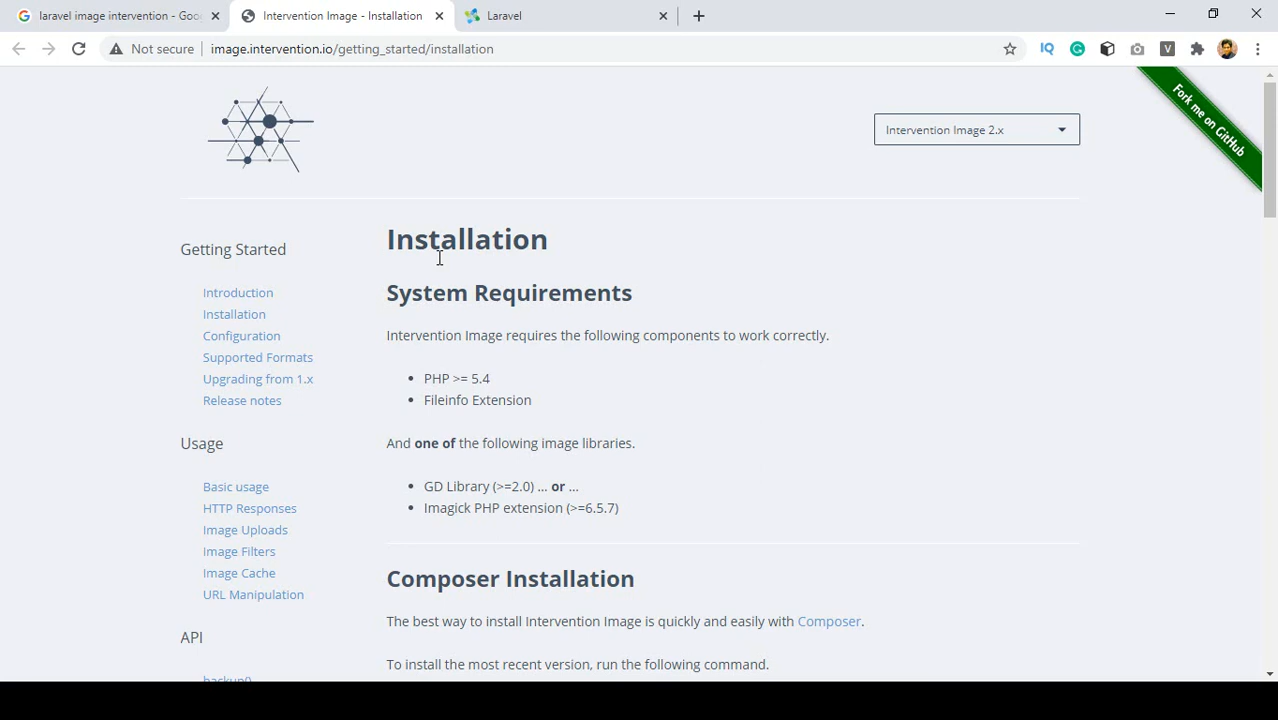 laravel image intervention - Goo
Intervention Image - Installation
Laravel
Not secure
image.intervention.io/getting_started/installation
IQ
V
Fork me on GitHub
Intervention Image 2.x
Getting Started
Introduction
Installation
Configuration
Supported Formats
Upgrading from 1.x
Release notes
Usage
Basic usage
HTTP Responses
Image Uploads
Image Filters
Image Cache
URL Manipulation
API
backup()
Installation
System Requirements
Intervention Image requires the following components to work correctly.
• PHP >= 5.4
• Fileinfo Extension
And one of the following image libraries.
• GD Library (>=2.0) … or …
• Imagick PHP extension (>=6.5.7)
Composer Installation
The best way to install Intervention Image is quickly and easily with Composer.
To install the most recent version, run the following command.